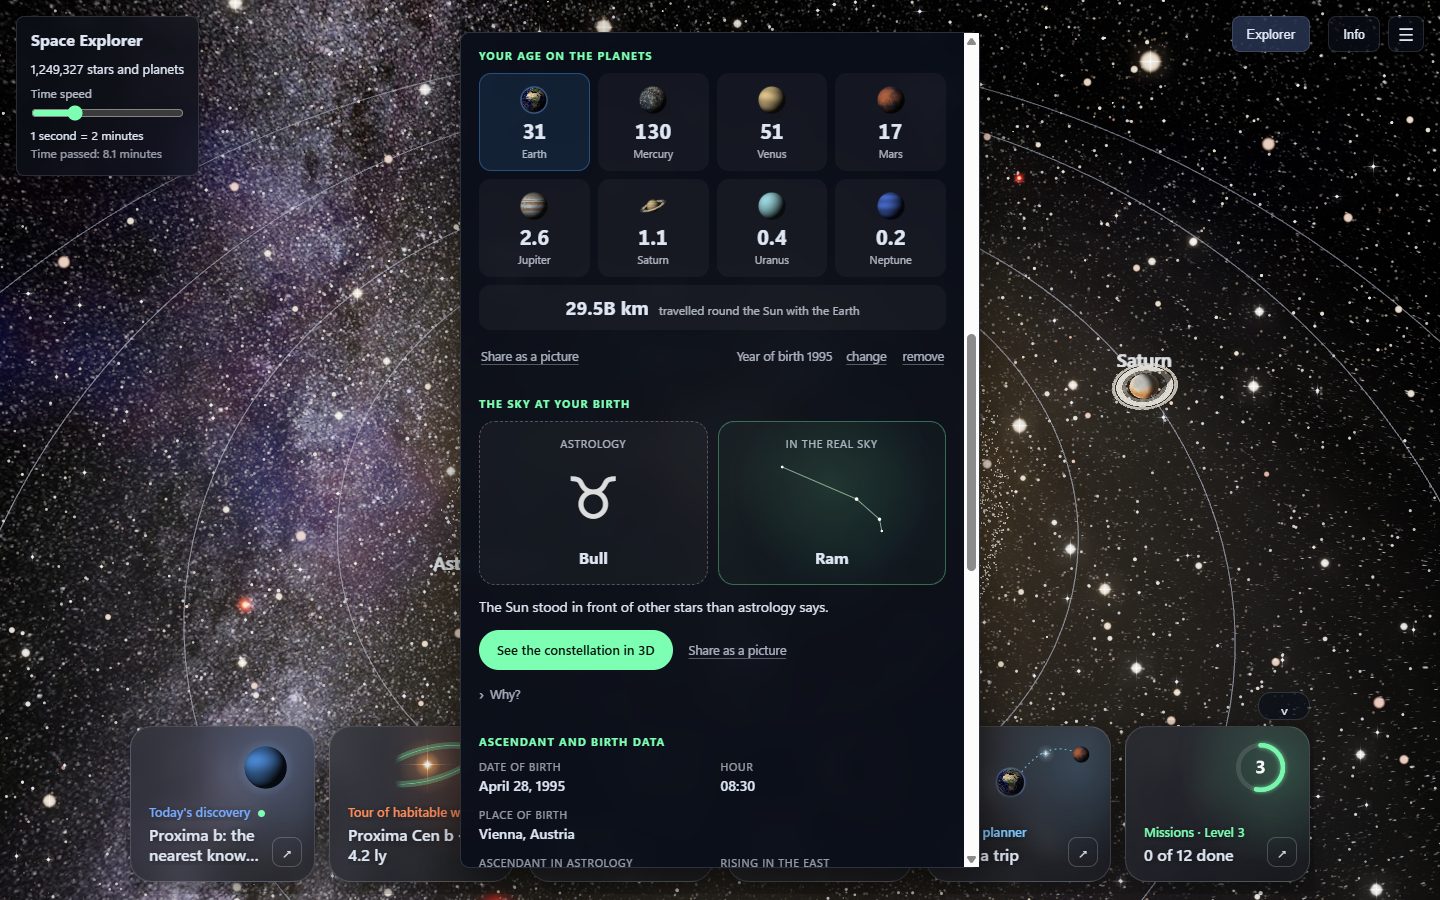 Space Explorer
1,249,327 stars and planets
Time speed
1 second = 2 minutes
Time passed: 8.1 minutes
Explorer
Info
YOUR AGE ON THE PLANETS
31
Earth
130
Mercury
51
Venus
17
Mars
2.6
Jupiter
1.1
Saturn
0.4
Uranus
0.2
Neptune
29.5B km travelled round the Sun with the Earth
Share as a picture
Year of birth 1995 change remove
THE SKY AT YOUR BIRTH
ASTROLOGY
Bull
IN THE REAL SKY
Ram
The Sun stood in front of other stars than astrology says.
See the constellation in 3D
Share as a picture
› Why?
ASCENDANT AND BIRTH DATA
DATE OF BIRTH
April 28, 1995
HOUR
08:30
PLACE OF BIRTH
Vienna, Austria
ASCENDANT IN ASTROLOGY
RISING IN THE EAST
Saturn
Ast
v
Today's discovery
Proxima b: the
nearest know...
Tour of habitable w
Proxima Cen b
4.2 ly
planner
a trip
3
Missions · Level 3
0 of 12 done